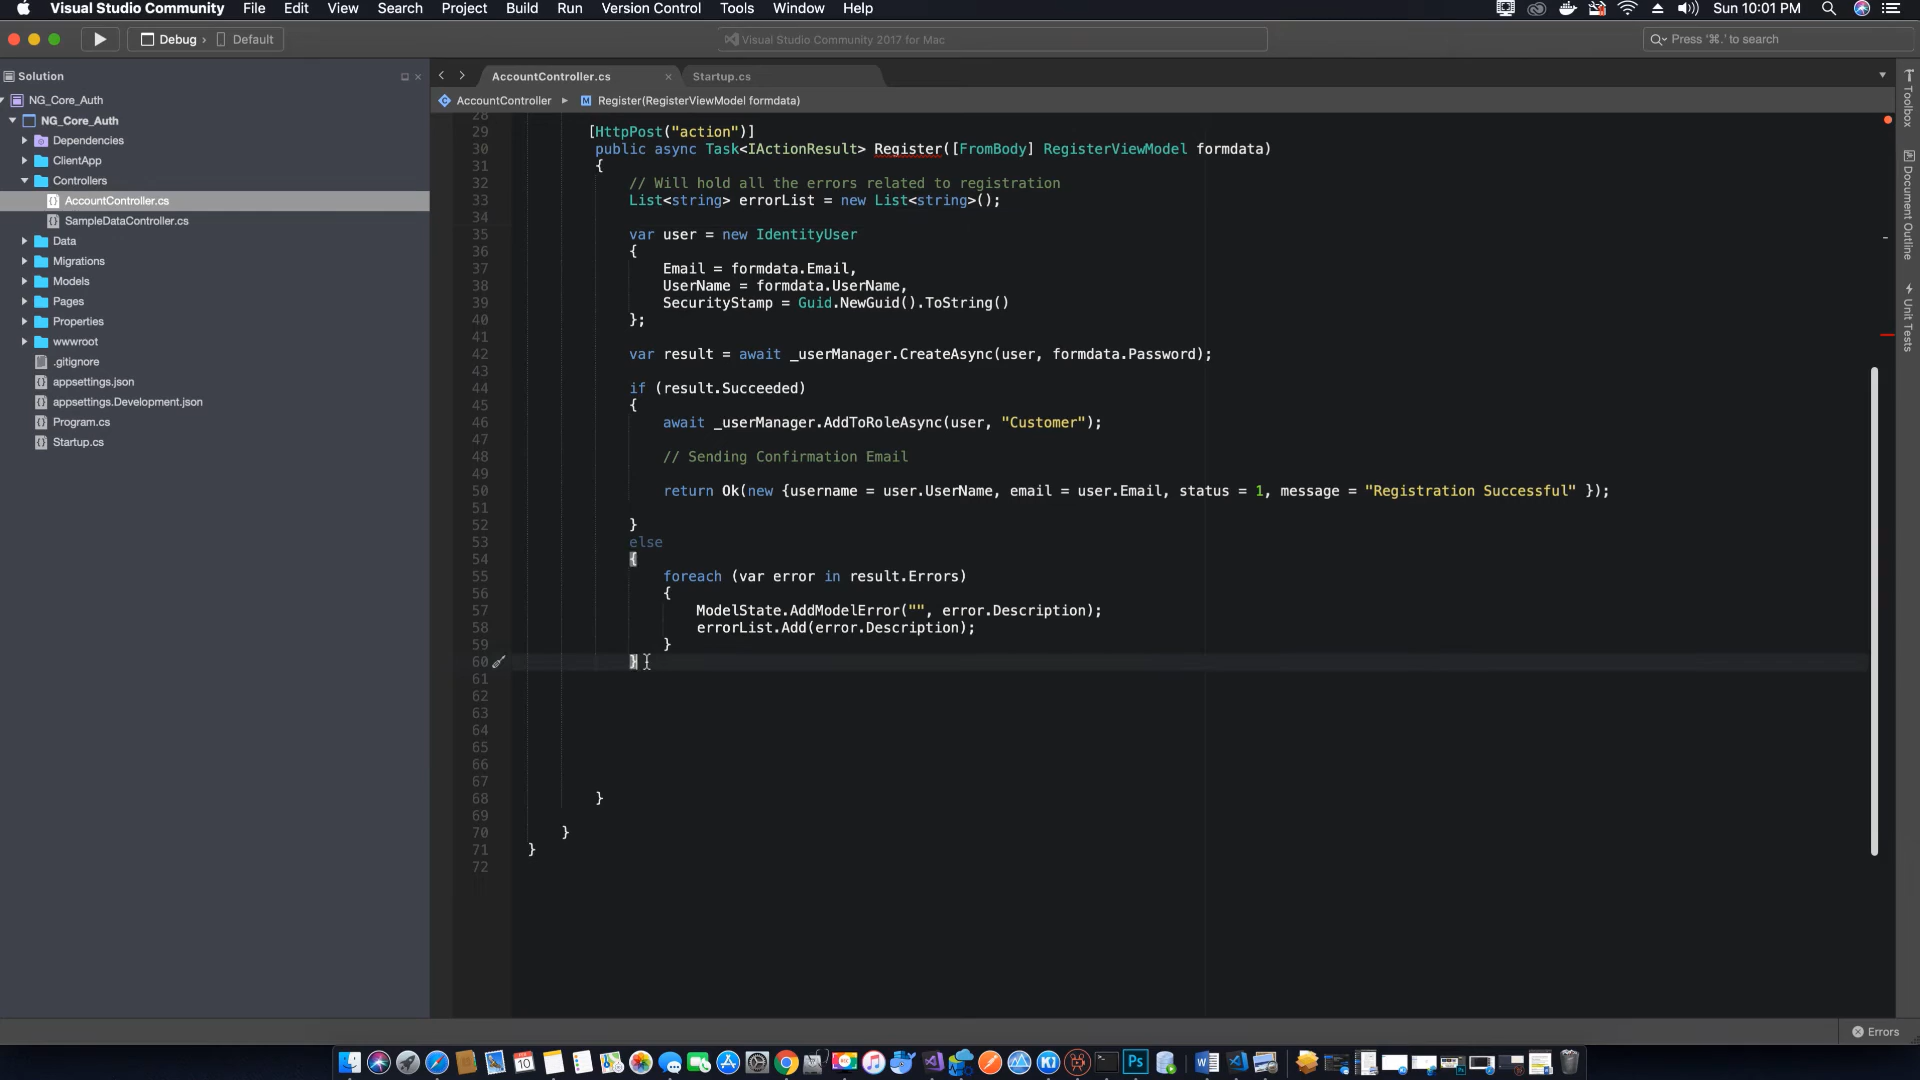 Visual Studio Community File Edit View Search Project Build Run Version Control Tools Window Help Sun 10:01 PM
Debug › Default Visual Studio Community 2017 for Mac Press '⌘.' to search
Solution
NG_Core_Auth
NG_Core_Auth
Dependencies
ClientApp
Controllers
AccountController.cs
SampleDataController.cs
Data
Migrations
Models
Pages
Properties
wwwroot
.gitignore
appsettings.json
appsettings.Development.json
Program.cs
Startup.cs
AccountController.cs Startup.cs
AccountController Register(RegisterViewModel formdata)
28
29 [HttpPost("action")]
30 public async Task<IActionResult> Register([FromBody] RegisterViewModel formdata)
31 {
32 // Will hold all the errors related to registration
33 List<string> errorList = new List<string>();
34
35 var user = new IdentityUser
36 {
37 Email = formdata.Email,
38 UserName = formdata.UserName,
39 SecurityStamp = Guid.NewGuid().ToString()
40 };
41
42 var result = await _userManager.CreateAsync(user, formdata.Password);
43
44 if (result.Succeeded)
45 {
46 await _userManager.AddToRoleAsync(user, "Customer");
47
48 // Sending Confirmation Email
49
50 return Ok(new {username = user.UserName, email = user.Email, status = 1, message = "Registration Successful" });
51
52 }
53 else
54 {
55 foreach (var error in result.Errors)
56 {
57 ModelState.AddModelError("", error.Description);
58 errorList.Add(error.Description);
59 }
60 }
61
62
63
64
65
66
67
68 }
69
70 }
71 }
72
Toolbox
Document Outline
Unit Tests
Errors
Ps